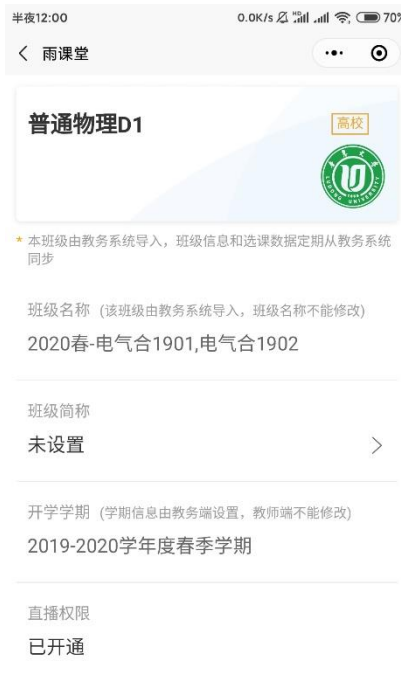 半夜12:00
0.0K/s
HD
70%
雨课堂
普通物理D1
高校
LUDONG UNIVERSITY
* 本班级由教务系统导入，班级信息和选课数据定期从教务系统
同步
班级名称 (该班级由教务系统导入，班级名称不能修改)
2020春-电气合1901,电气合1902
班级简称
未设置
开学学期 (学期信息由教务端设置，教师端不能修改)
2019-2020学年度春季学期
直播权限
已开通